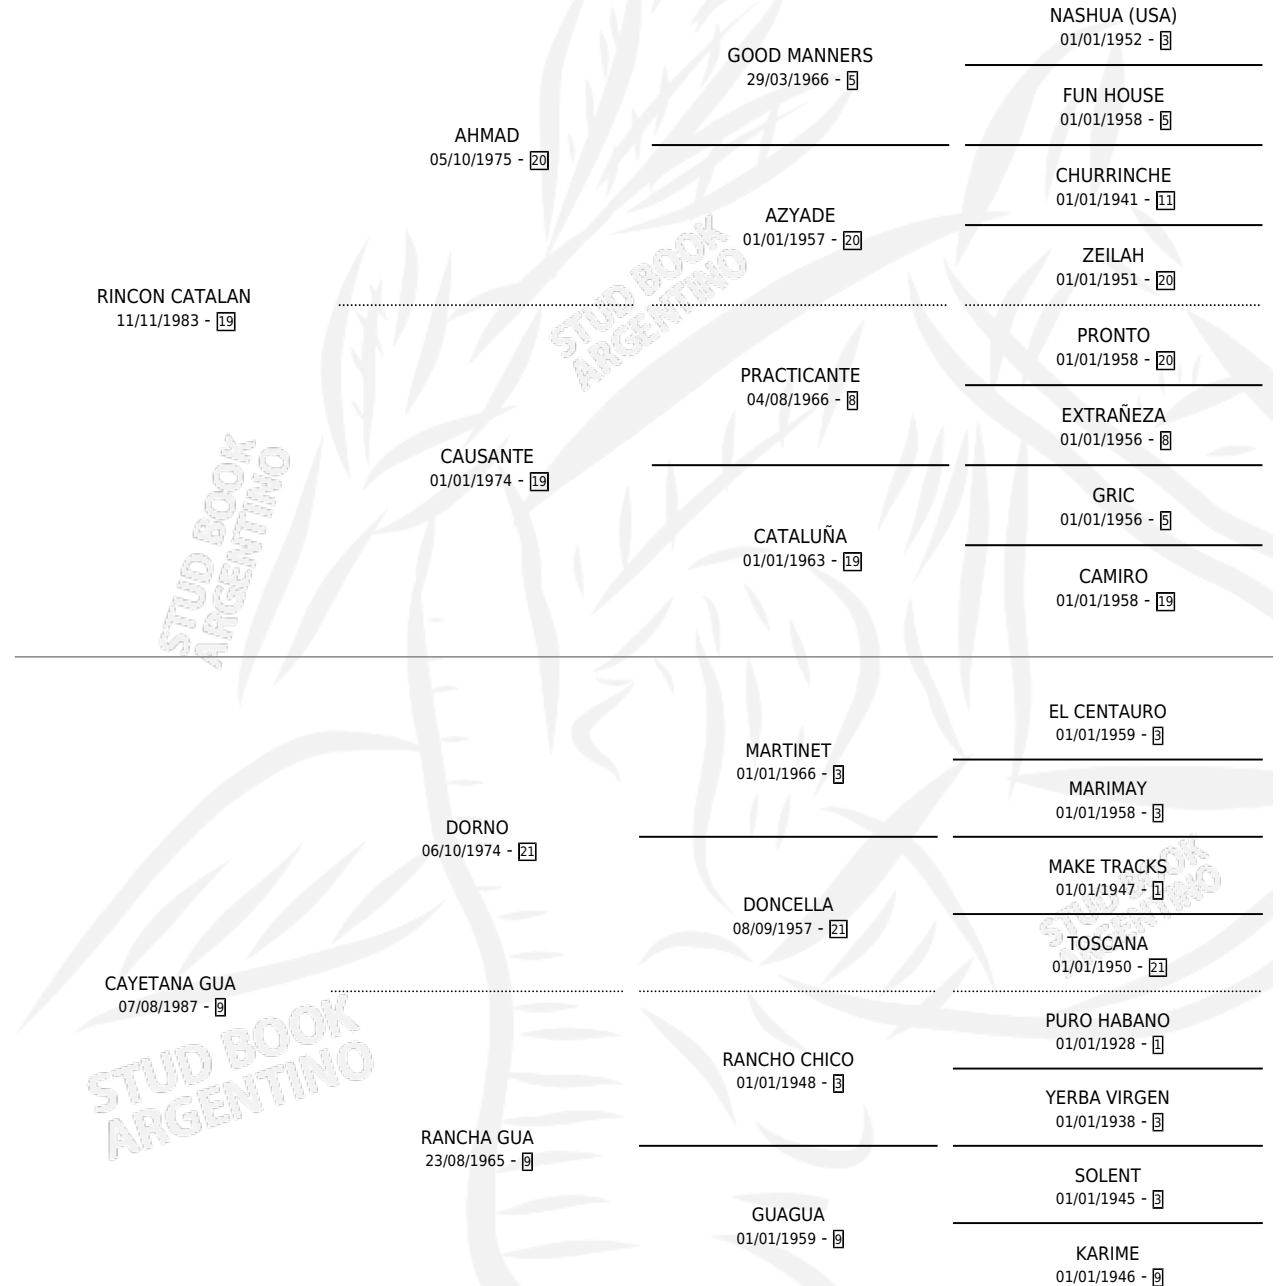 NASHUA (USA)
01/01/1952 - 3
GOOD MANNERS
29/03/1966 - 5
FUN HOUSE
01/01/1958 - 5
AHMAD
05/10/1975 - 20
CHURRINCHE
01/01/1941 - 11
AZYADE
01/01/1957 - 20
ZEILAH
01/01/1951 - 20
RINCON CATALAN
11/11/1983 - 19
PRONTO
01/01/1958 - 20
PRACTICANTE
04/08/1966 - 8
EXTRAÑEZA
01/01/1956 - 8
CAUSANTE
01/01/1974 - 19
GRIC
01/01/1956 - 5
CATALUÑA
01/01/1963 - 19
CAMIRO
01/01/1958 - 19
EL CENTAURO
01/01/1959 - 3
MARTINET
01/01/1966 - 3
MARIMAY
01/01/1958 - 3
DORNO
06/10/1974 - 21
MAKE TRACKS
01/01/1947 - 1
DONCELLA
08/09/1957 - 21
TOSCANA
01/01/1950 - 21
CAYETANA GUA
07/08/1987 - 9
PURO HABANO
01/01/1928 - 1
RANCHO CHICO
01/01/1948 - 3
YERBA VIRGEN
01/01/1938 - 3
RANCHA GUA
23/08/1965 - 9
SOLENT
01/01/1945 - 3
GUAGUA
01/01/1959 - 9
KARIME
01/01/1946 - 9
STUD BOOK
ARGENTINO
STUD BOOK
ARGENTINO
STUD BOOK
ARGENTINO
STUD BOOK
ARGENTINO